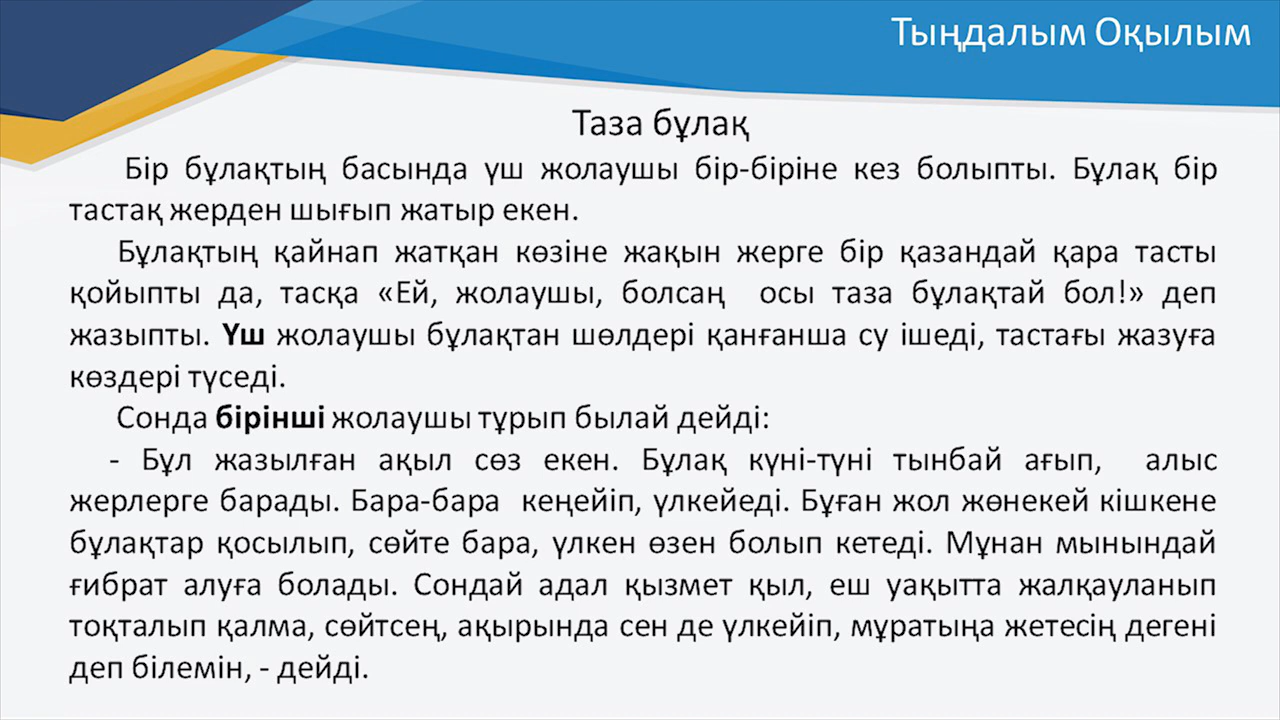 Тыңдалым Оқылым
Таза бұлақ
Бір бұлақтың басында үш жолаушы бір-біріне кез болыпты. Бұлақ бір
тастақ жерден шығып жатыр екен.
Бұлақтың қайнап жатқан көзіне жақын жерге бір қазандай қара тасты
қойыпты да, тасқа «Ей, жолаушы, болсаң осы таза бұлақтай бол!» деп
жазыпты. Үш жолаушы бұлақтан шөлдері қанғанша су ішеді, тастағы жазуға
көздері түседі.
Сонда бірінші жолаушы тұрып былай дейді:
- Бұл жазылған ақыл сөз екен. Бұлақ күні-түні тынбай ағып, алыс
жерлерге барады. Бара-бара кеңейіп, үлкейеді. Бұған жол жөнекей кішкене
бұлақтар қосылып, сөйте бара, үлкен өзен болып кетеді. Мұнан мынындай
ғибрат алуға болады. Сондай адал қызмет қыл, еш уақытта жалқауланып
тоқталып қалма, сөйтсең, ақырында сен де үлкейіп, мұратыңа жетесің дегені
деп білемін, - дейді.